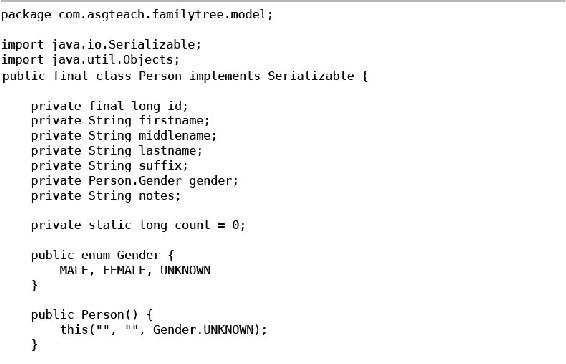 package com.asgteach.familytree.model;
import java.io.Serializable;
import java.util.Objects;
public final class Person implements Serializable {
private final long id;
private String firstname;
private String middlename;
private String lastname;
private String suffix;
private Person.Gender gender;
private String notes;
private static long count = 0;
public enum Gender {
MALE, FEMALE, UNKNOWN
}
public Person() {
this("", "", Gender.UNKNOWN);
}